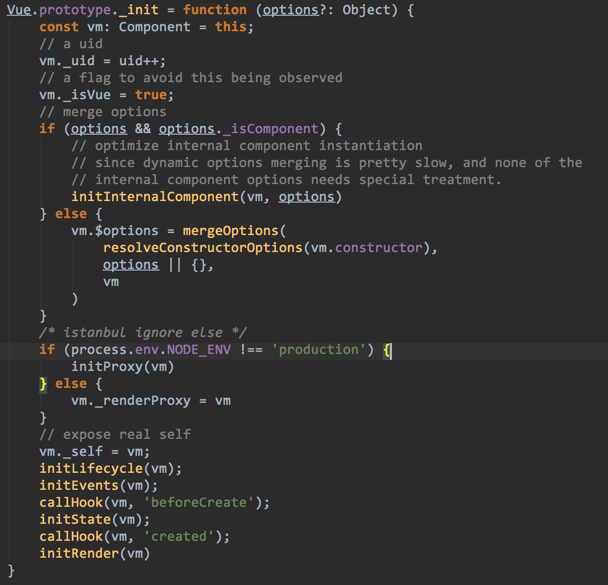 Vue.prototype._init = function (options?: Object) {
const vm: Component = this;
// a uid
vm._uid = uid++;
// a flag to avoid this being observed
vm._isVue = true;
// merge options
if (options && options._isComponent) {
// optimize internal component instantiation
// since dynamic options merging is pretty slow, and none of the
// internal component options needs special treatment.
initInternalComponent(vm, options)
} else {
vm.$options = mergeOptions(
resolveConstructorOptions(vm.constructor),
options || {},
vm
)
}
/* istanbul ignore else */
if (process.env.NODE_ENV !== 'production') {
initProxy(vm)
} else {
vm._renderProxy = vm
}
// expose real self
vm._self = vm;
initLifecycle(vm);
initEvents(vm);
callHook(vm, 'beforeCreate');
initState(vm);
callHook(vm, 'created');
initRender(vm)
}